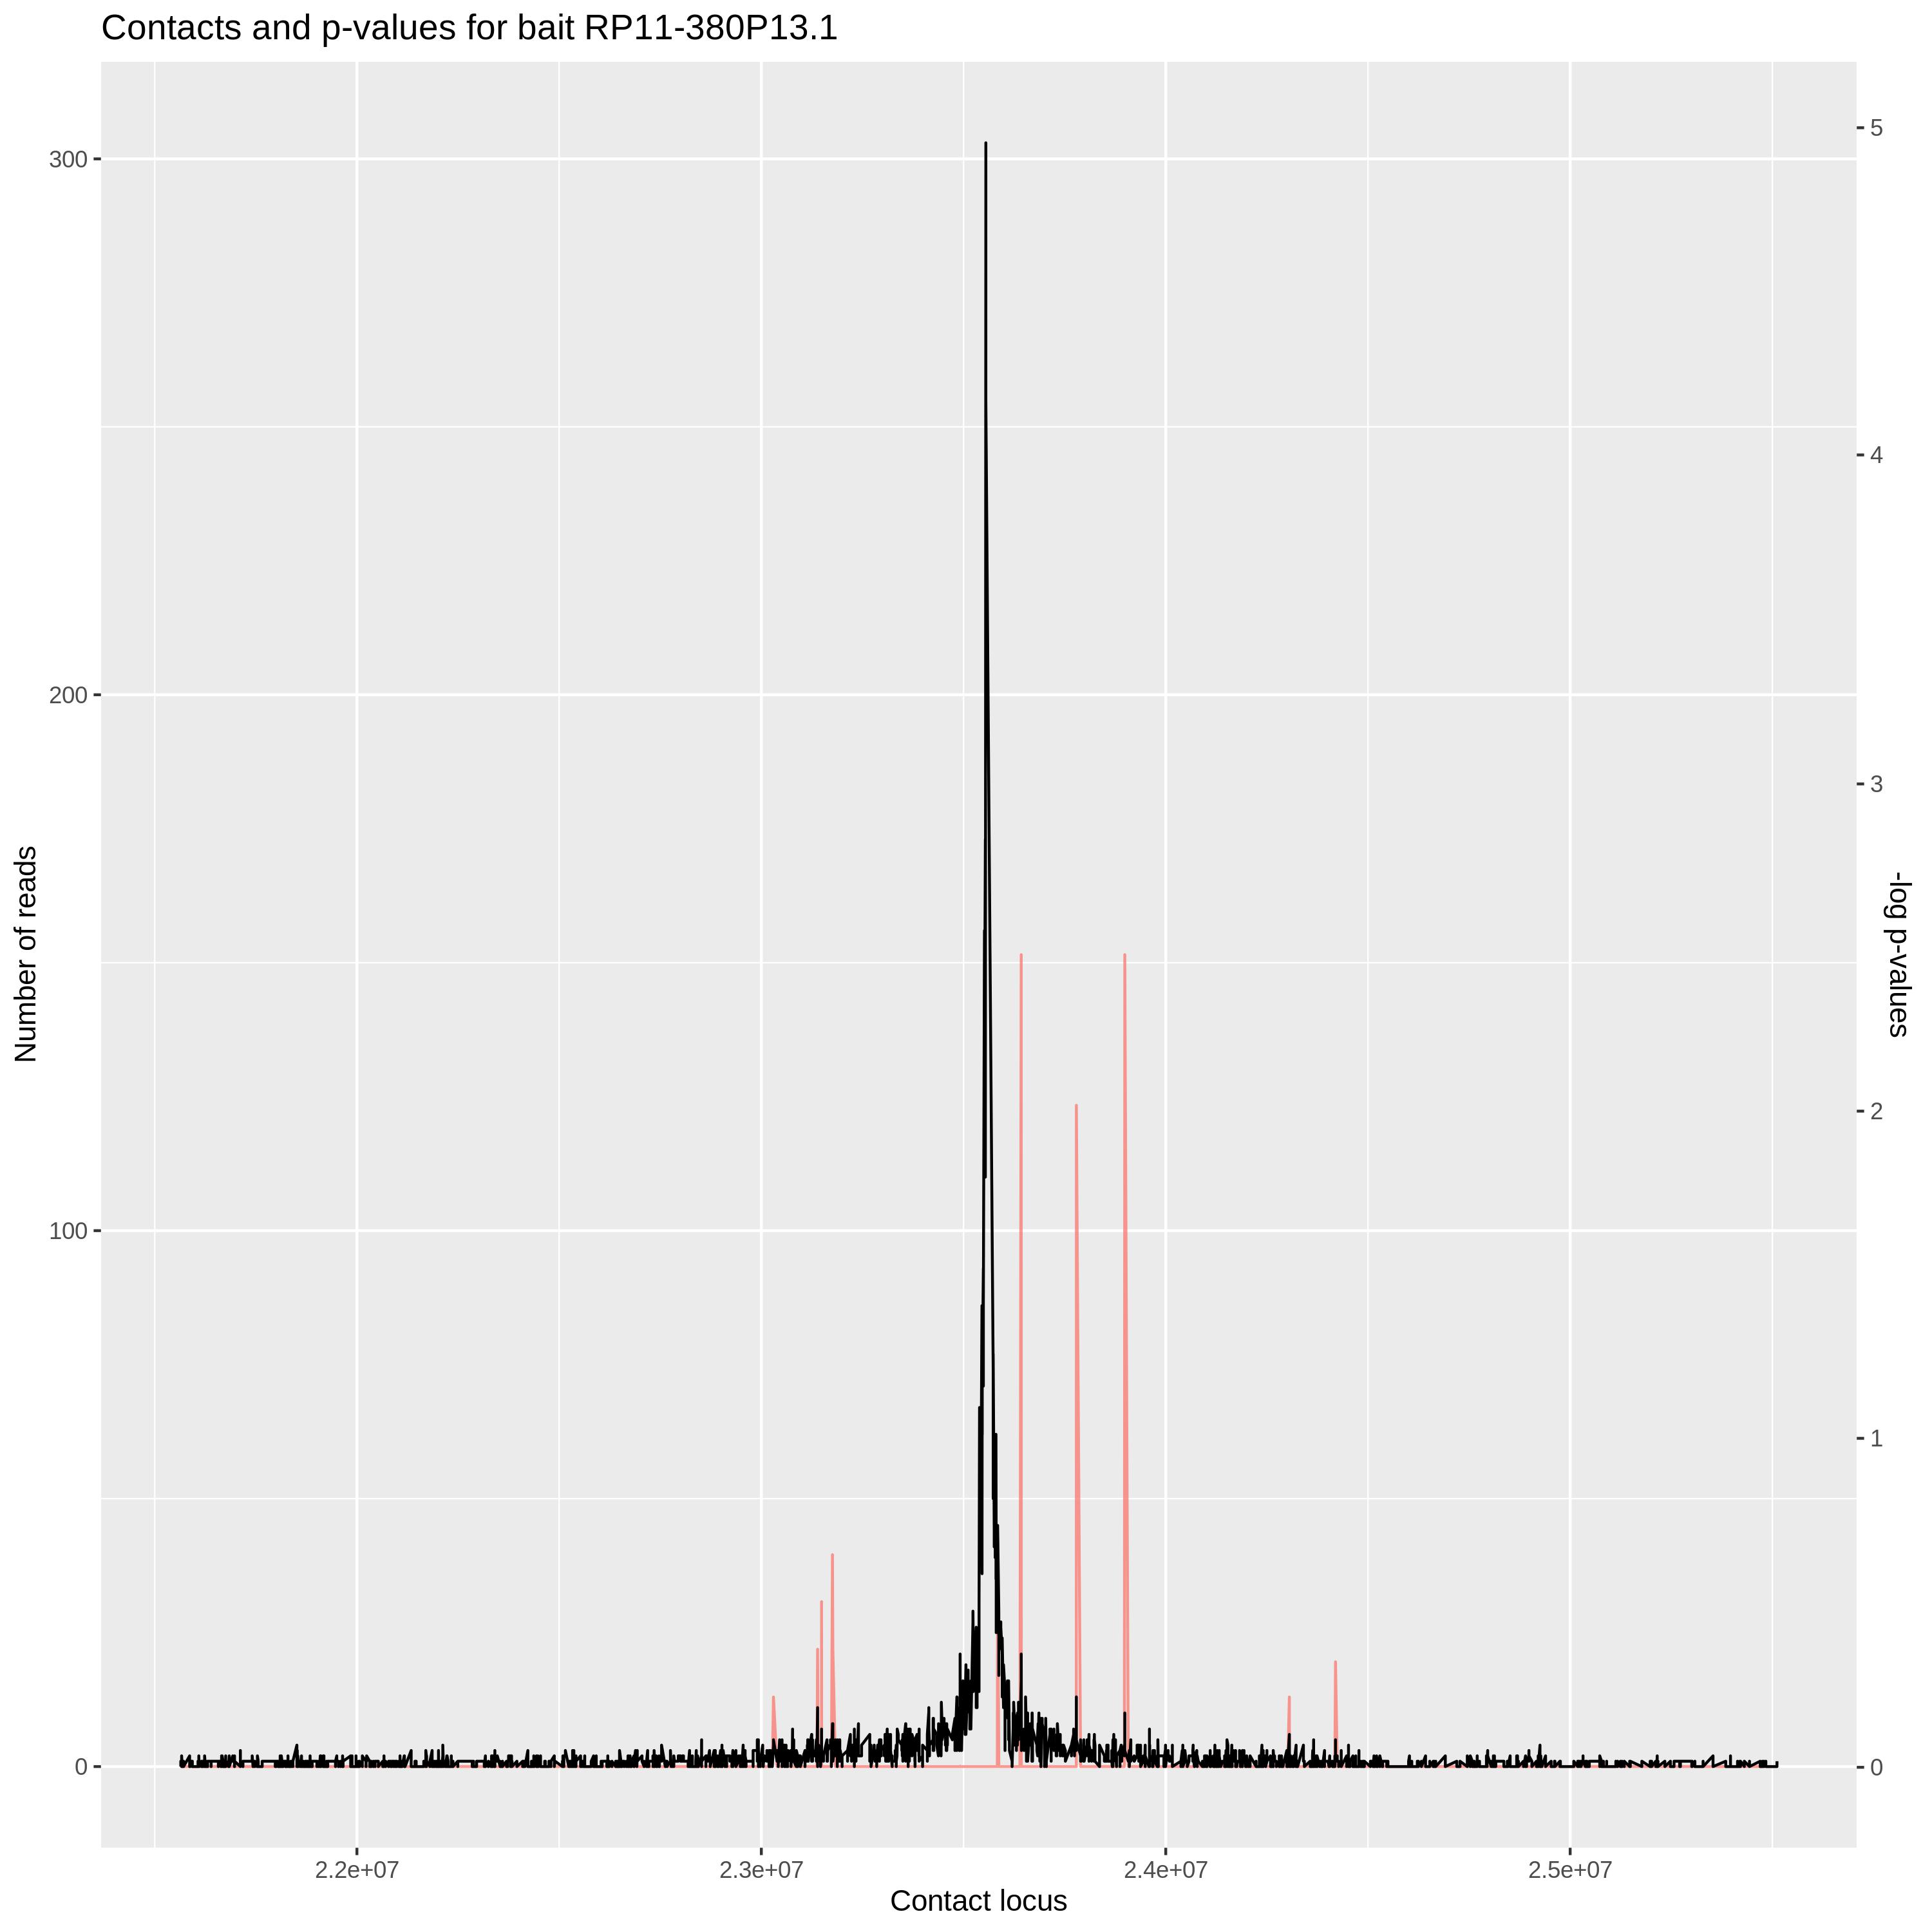 Contacts and p-values for bait RP11-380P13.1
Number of reads
300
200
100
0
5
4
3
2
1
0
-log p-values
2.2e+07
2.3e+07
2.4e+07
2.5e+07
Contact locus